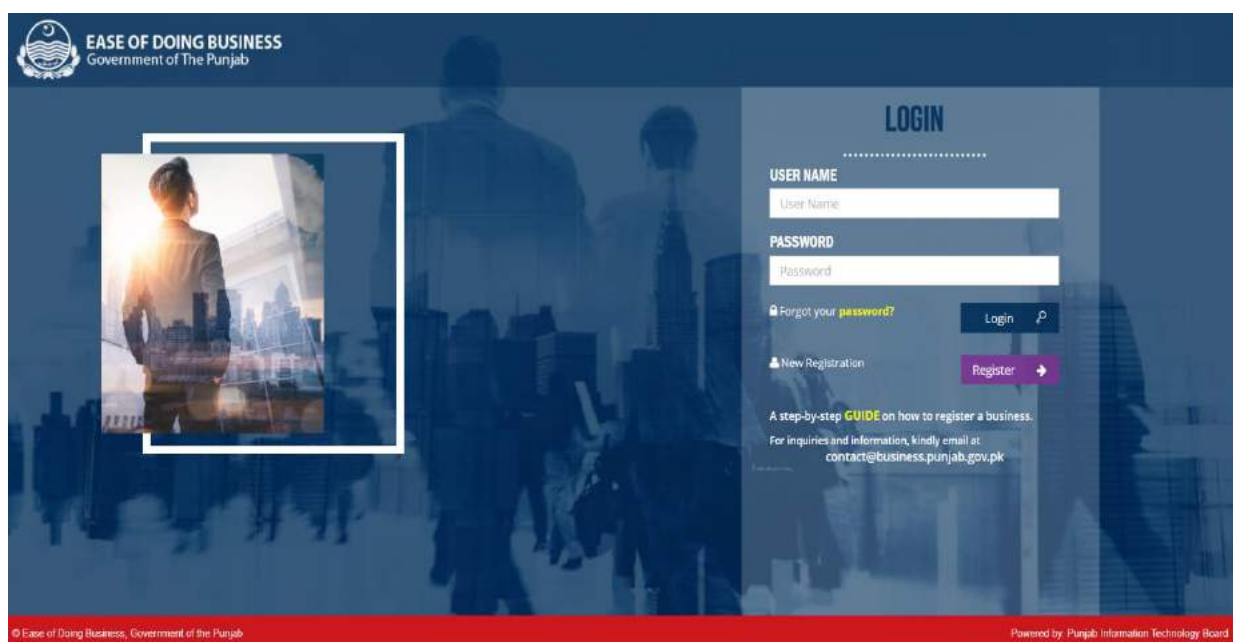 EASE OF DOING BUSINESS
Government of The Punjab
LOGIN
USER NAME
User Name
PASSWORD
Password
Forgot your password?
Login
New Registration
Register
A step-by-step GUIDE on how to register a business.
For inquiries and information, kindly email at
contact@business.punjab.gov.pk
© Ease of Doing Business, Government of the Punjab
Powered by Punjab Information Technology Board